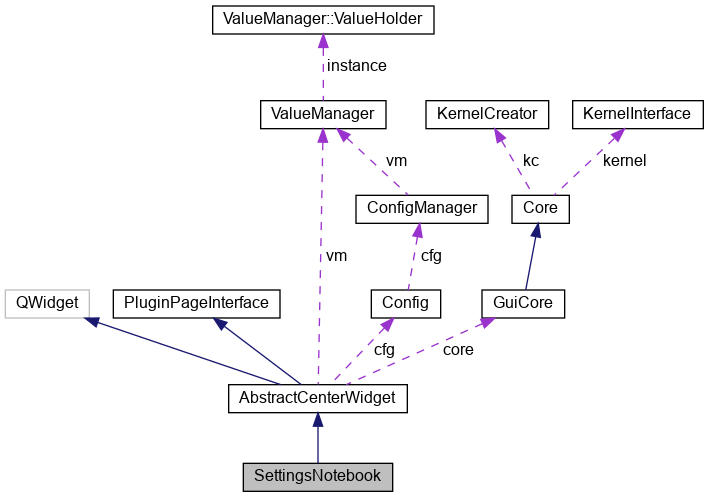 ValueManager::ValueHolder
instance
ValueManager
KernelCreator
KernelInterface
vm
kc
kernel
ConfigManager
Core
vm
cfg
QWidget
PluginPageInterface
Config
GuiCore
cfg
core
AbstractCenterWidget
SettingsNotebook